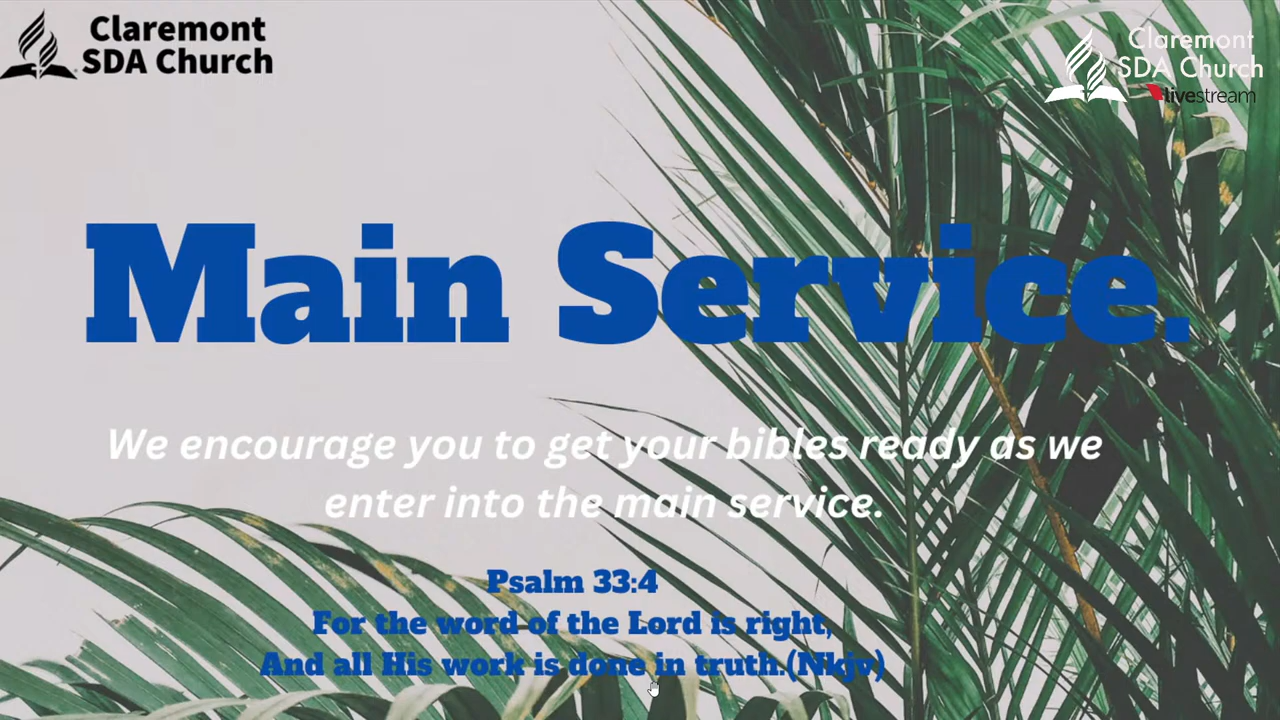 Claremont
SDA Church
Claremont
SDA Church
livestream
Main Service.
We encourage you to get your bibles ready as we
enter into the main service.
Psalm 33:4
For the word of the Lord is right,
And all His work is done in truth.(Nkjv)